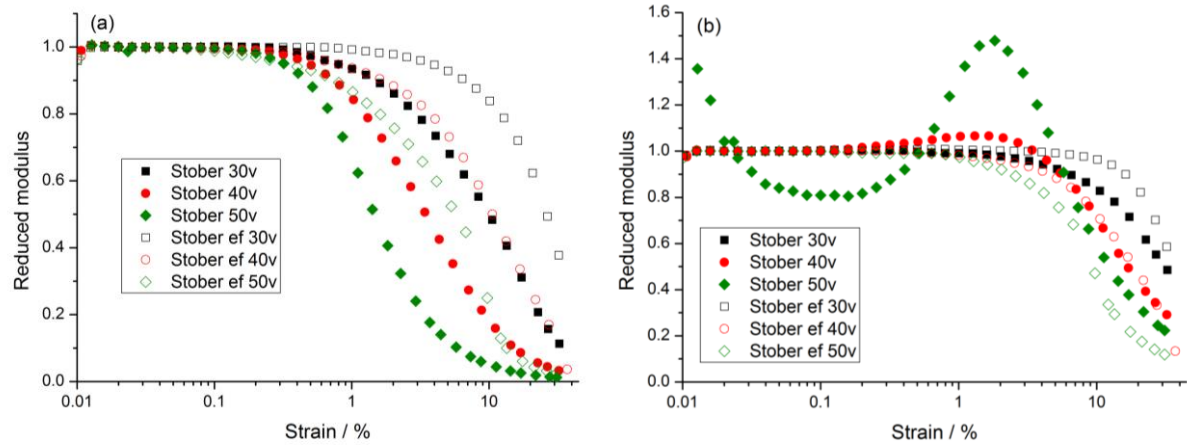 (a)
Reduced modulus
1.0
0.8
0.6
0.4
0.2
0.0
Stober 30v
Stober 40v
Stober 50v
Stober ef 30v
Stober ef 40v
Stober ef 50v
0.01 0.1 1 10
Strain / %
(b)
Reduced modulus
1.6
1.4
1.2
1.0
0.8
0.6
0.4
0.2
0.0
Stober 30v
Stober 40v
Stober 50v
Stober ef 30v
Stober ef 40v
Stober ef 50v
0.01 0.1 1 10
Strain / %